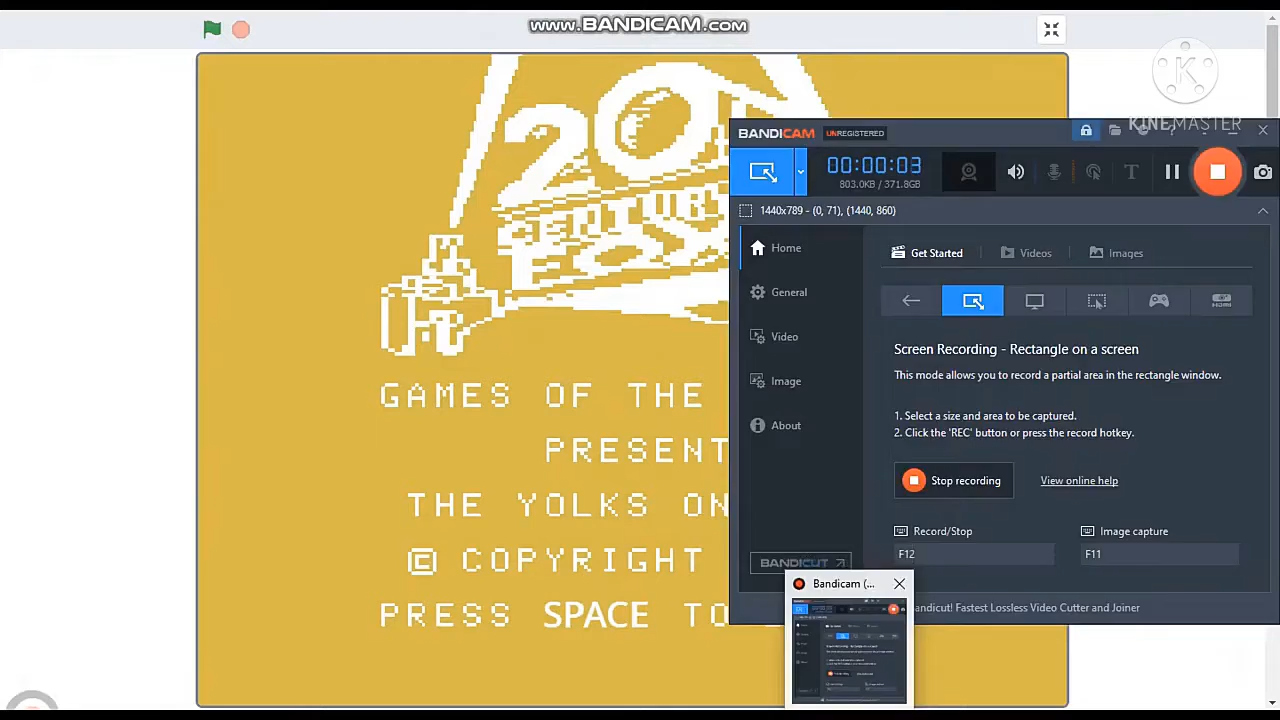 www.BANDICAM.com
KINEMASTER
20
FOX
GAMES OF THE
PRESENT
THE YOLKS ON
© COPYRIGHT
PRESS SPACE TO
BANDICAM UNREGISTERED
00:00:03
803.0KB / 371.8GB
1440x789 - (0, 71), (1440, 860)
Home
General
Video
Image
About
BANDICUT
Get Started
Videos
Images
HDMI
Screen Recording - Rectangle on a screen
This mode allows you to record a partial area in the rectangle window.
1. Select a size and area to be captured.
2. Click the 'REC' button or press the record hotkey.
Stop recording
View online help
Record/Stop
Image capture
F12
F11
Bandicam (...
andicut! Fastest Lossless Video Cutter and Joiner